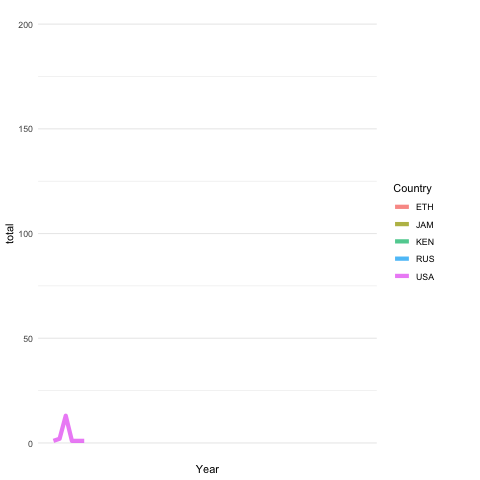 200
150
100
50
0
total
Year
Country
ETH
JAM
KEN
RUS
USA